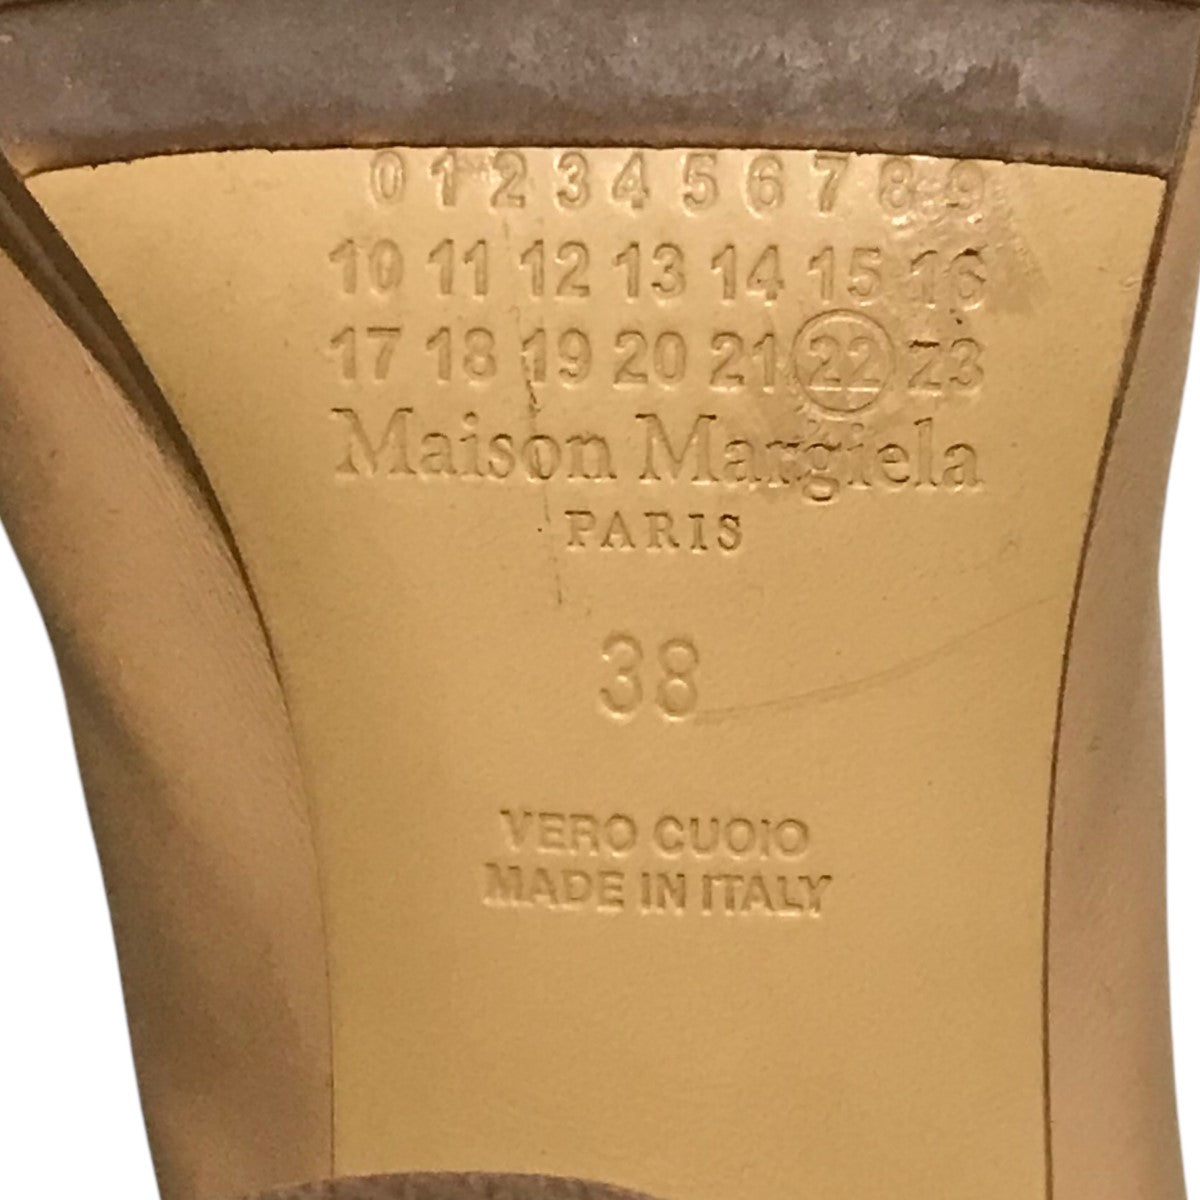 0 1 2 3 4 5 6 7 8 9
10 11 12 13 14 15 16
17 18 19 20 21 22 23
Maison Margiela
PARIS
38
VERO CUOIO
MADE IN ITALY